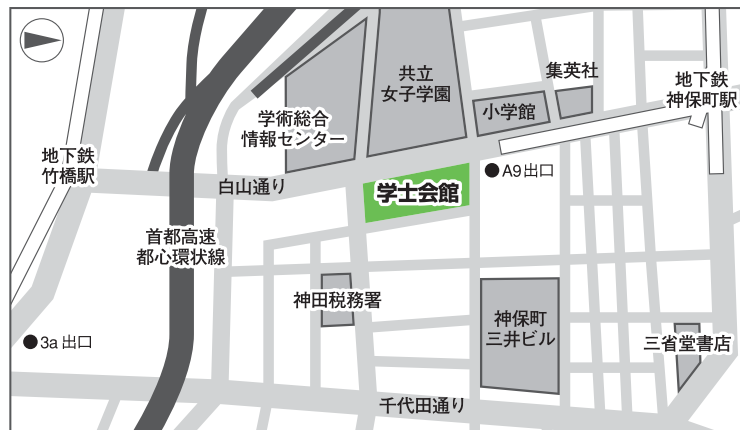 共立
女子学園
集英社
地下鉄
神保町駅
小学館
学術総合
情報センター
地下鉄
竹橋駅
A9出口
白山通り
学士会館
首都高速
都心環状線
神田税務署
神保町
三井ビル
三省堂書店
3a出口
千代田通り